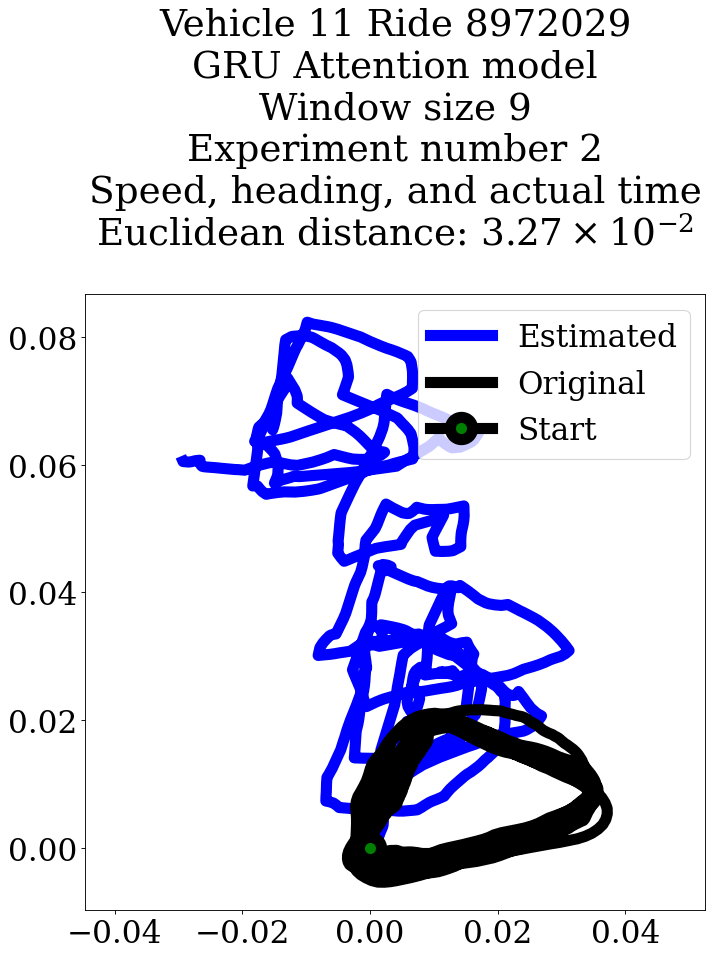 Vehicle 11 Ride 8972029
GRU Attention model
Window size 9
Experiment number 2
Speed, heading, and actual time
Euclidean distance: 3.27 × 10⁻²
Estimated
Original
Start
0.08
0.06
0.04
0.02
0.00
−0.04 −0.02 0.00 0.02 0.04